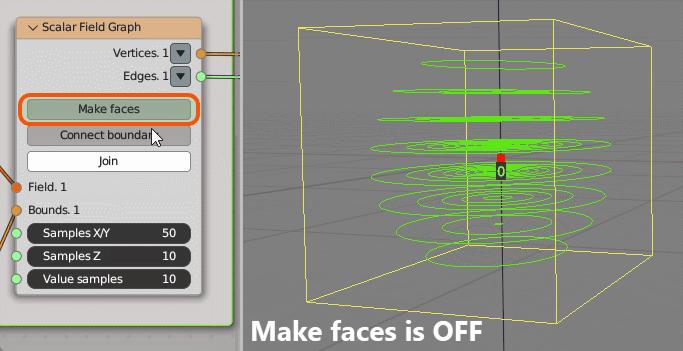 Scalar Field Graph
Vertices. 1
Edges. 1
Make faces
Connect boundar
Join
Field. 1
Bounds. 1
Samples X/Y 50
Samples Z 10
Value samples 10
0
Make faces is OFF